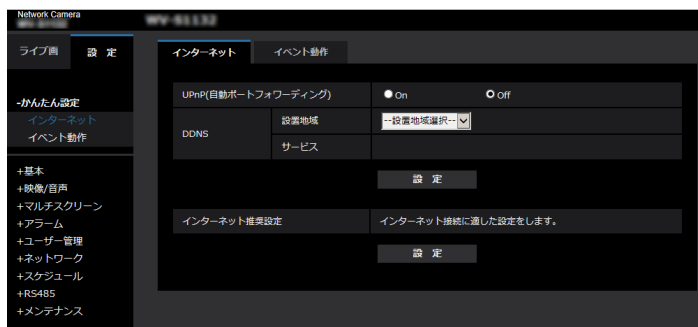 Network Camera
ライブ画
設 定
インターネット
イベント動作
UPnP(自動ポートフォワーディング)
On
Off
-かんたん設定
インターネット
イベント動作
DDNS
設置地域
--設置地域選択--
サービス
設 定
+基本
+映像/音声
+マルチスクリーン
+アラーム
+ユーザー管理
+ネットワーク
+スケジュール
+RS485
+メンテナンス
インターネット推奨設定
インターネット接続に適した設定をします。
設 定